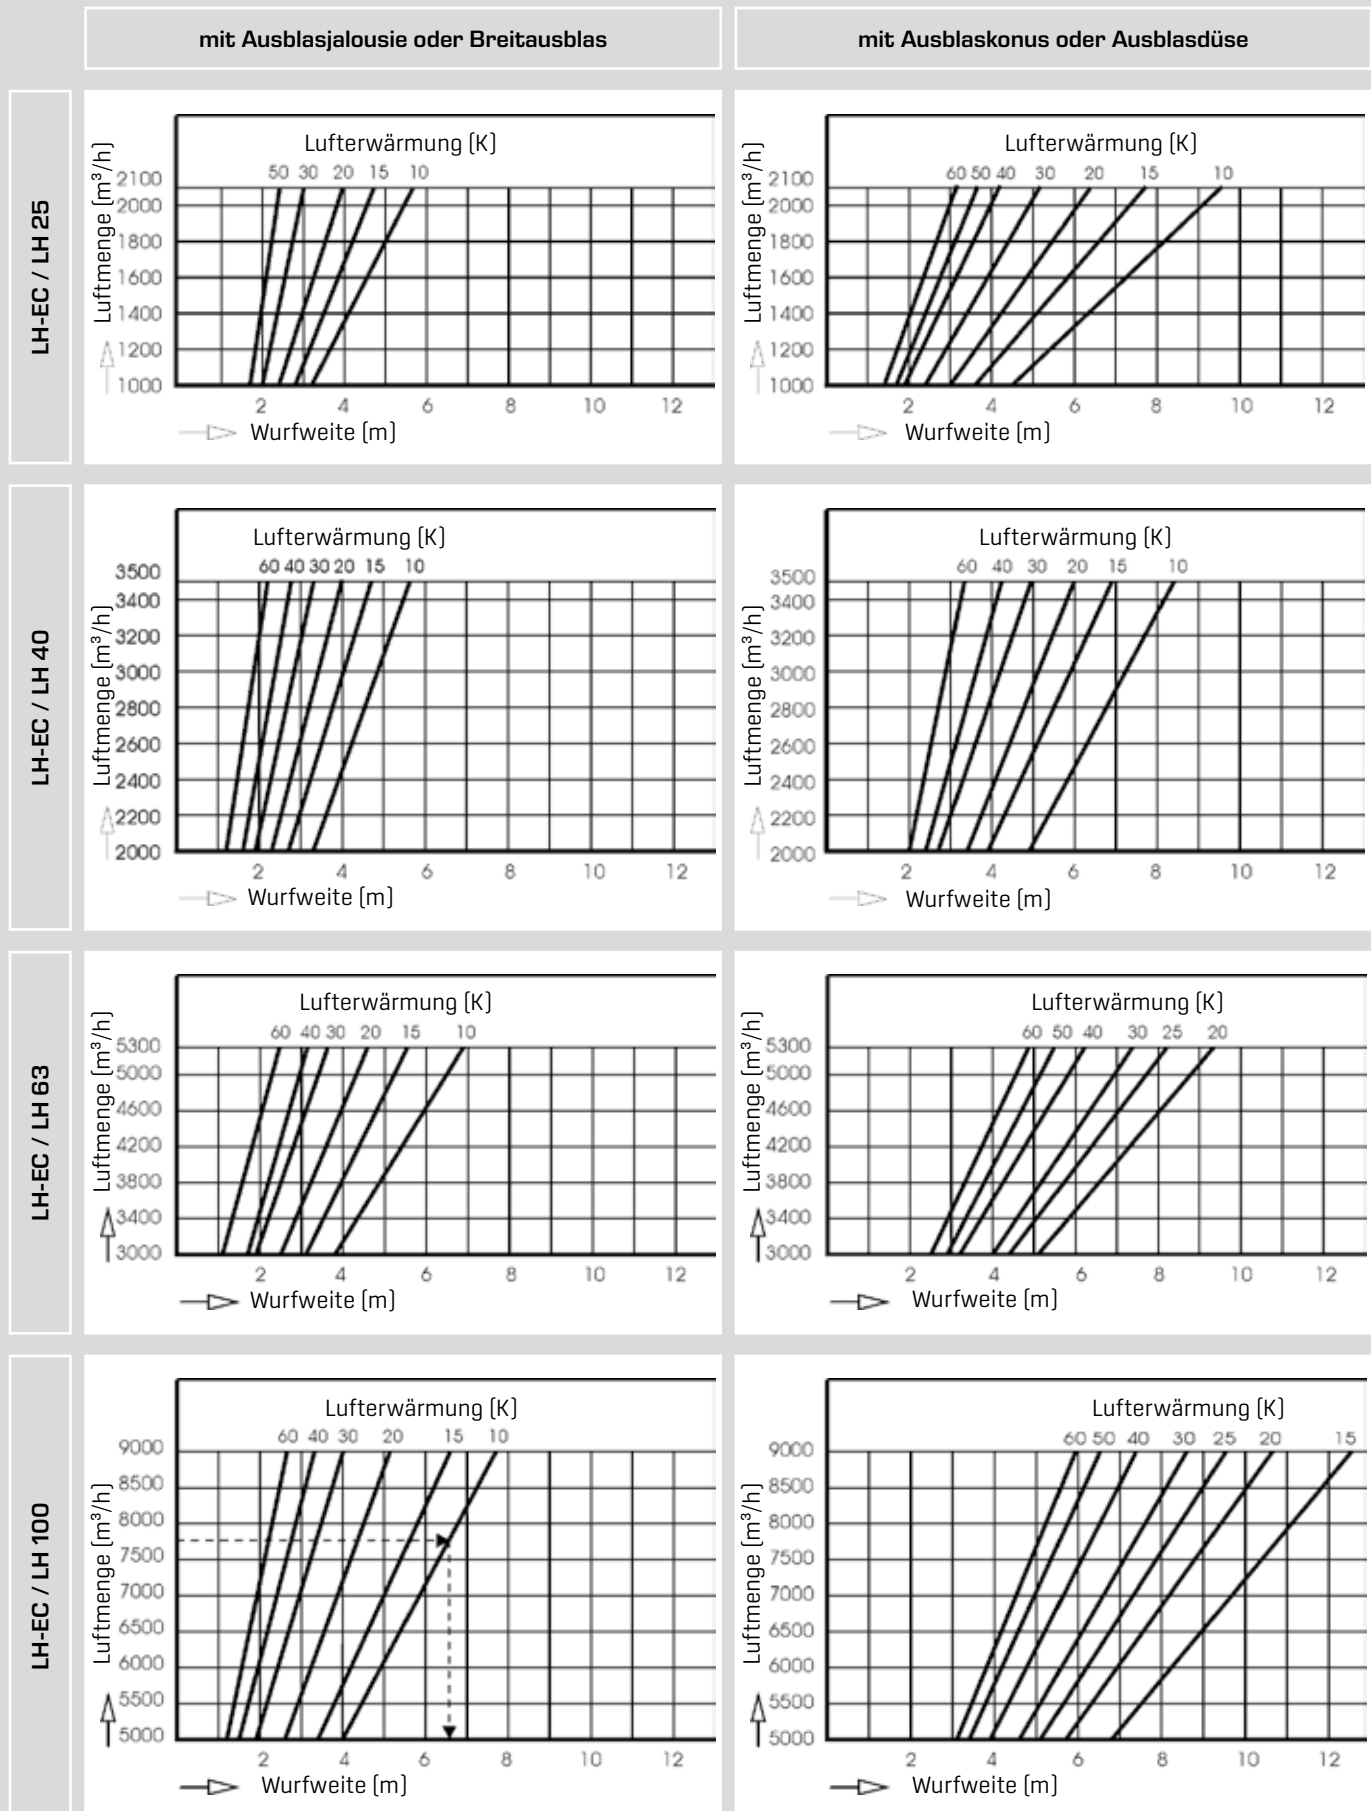 mit Ausblasjalousie oder Breitausblas
mit Ausblaskonus oder Ausblasdüse
LH-EC / LH 25
Lufterwärmung (K)
50 30 20 15 10
Luftmenge (m³/h)
2100
2000
1800
1600
1400
1200
1000
2 4 6 8 10 12
Wurfweite (m)
Lufterwärmung (K)
60 50 40 30 20 15 10
Luftmenge (m³/h)
2100
2000
1800
1600
1400
1200
1000
2 4 6 8 10 12
Wurfweite (m)
LH-EC / LH 40
Lufterwärmung (K)
60 40 30 20 15 10
Luftmenge (m³/h)
3500
3400
3200
3000
2800
2600
2400
2200
2000
2 4 6 8 10 12
Wurfweite (m)
Lufterwärmung (K)
60 40 30 20 15 10
Luftmenge (m³/h)
3500
3400
3200
3000
2800
2600
2400
2200
2000
2 4 6 8 10 12
Wurfweite (m)
LH-EC / LH 63
Lufterwärmung (K)
60 40 30 20 15 10
Luftmenge (m³/h)
5300
5000
4600
4200
3800
3400
3000
2 4 6 8 10 12
Wurfweite (m)
Lufterwärmung (K)
60 50 40 30 25 20
Luftmenge (m³/h)
5300
5000
4600
4200
3800
3400
3000
2 4 6 8 10 12
Wurfweite (m)
LH-EC / LH 100
Lufterwärmung (K)
60 40 30 20 15 10
Luftmenge (m³/h)
9000
8500
8000
7500
7000
6500
6000
5500
5000
2 4 6 8 10 12
Wurfweite (m)
Lufterwärmung (K)
60 50 40 30 25 20 15
Luftmenge (m³/h)
9000
8500
8000
7500
7000
6500
6000
5500
5000
2 4 6 8 10 12
Wurfweite (m)